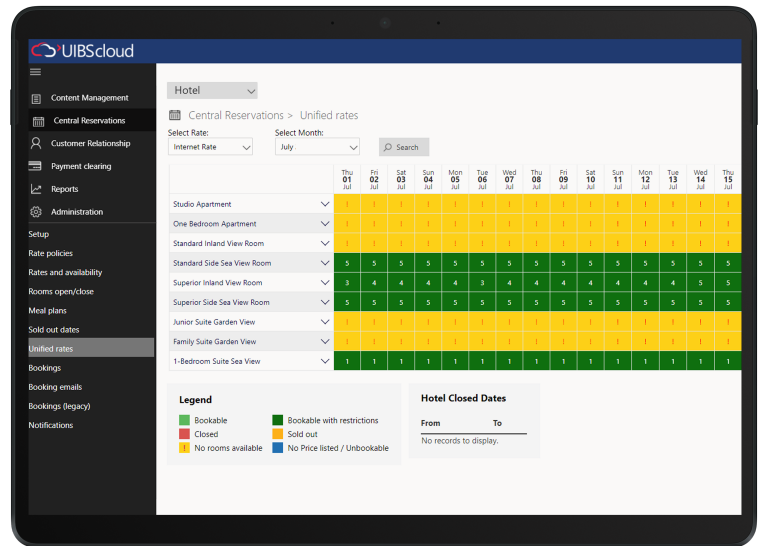 UIBScloud
Content Management
Central Reservations
Customer Relationship
Payment clearing
Reports
Administration
Setup
Rate policies
Rates and availability
Rooms open/close
Meal plans
Sold out dates
Unified rates
Bookings
Booking emails
Bookings (legacy)
Notifications
Hotel
Central Reservations > Unified rates
Select Rate: Select Month:
Internet Rate July Search
Thu Fri Sat Sun Mon Tue Wed Thu Fri Sat Sun Mon Tue Wed Thu
01 02 03 04 05 06 07 08 09 10 11 12 13 14 15
Jul Jul Jul Jul Jul Jul Jul Jul Jul Jul Jul Jul Jul Jul Jul
Studio Apartment ! ! ! ! ! ! ! ! ! ! ! ! ! ! !
One Bedroom Apartment ! ! ! ! ! ! ! ! ! ! ! ! ! ! !
Standard Inland View Room ! ! ! ! ! ! ! ! ! ! ! ! ! ! !
Standard Side Sea View Room 5 5 5 5 5 5 5 5 5 5 5 5 5 5 5
Superior Inland View Room 3 4 4 4 4 3 4 4 4 4 4 4 4 5 5
Superior Side Sea View Room 5 5 5 5 5 5 5 5 5 5 5 5 5 5 5
Junior Suite Garden View ! ! ! ! ! ! ! ! ! ! ! ! ! ! !
Family Suite Garden View ! ! ! ! ! ! ! ! ! ! ! ! ! ! !
1-Bedroom Suite Sea View 1 1 1 1 1 1 1 1 1 1 1 1 1 1 1
Legend
Bookable Bookable with restrictions
Closed Sold out
! No rooms available No Price listed / Unbookable
Hotel Closed Dates
From To
No records to display.